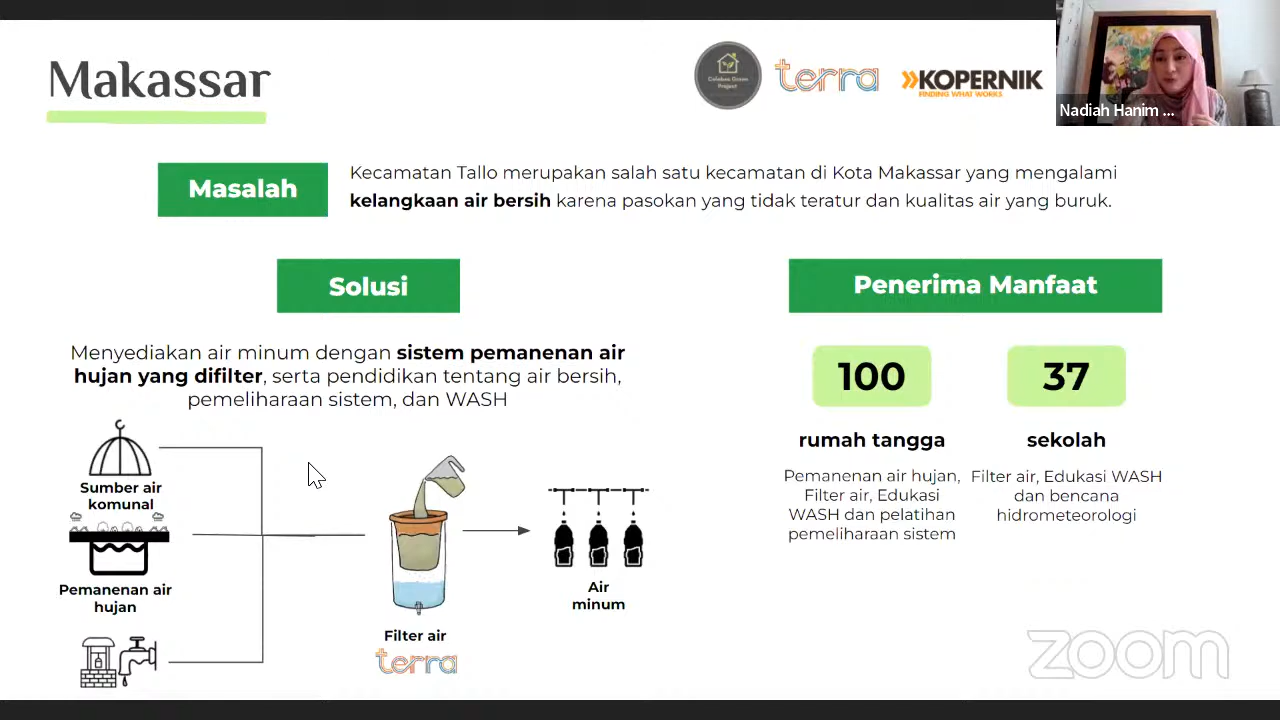 Makassar
Celebes Green
Project
terra
KOPERNIK
FINDING WHAT WORKS
Nadiah Hanim ...
Masalah
Kecamatan Tallo merupakan salah satu kecamatan di Kota Makassar yang mengalami
kelangkaan air bersih karena pasokan yang tidak teratur dan kualitas air yang buruk.
Solusi
Menyediakan air minum dengan sistem pemanenan air
hujan yang difilter, serta pendidikan tentang air bersih,
pemeliharaan sistem, dan WASH
Sumber air
komunal
Pemanenan air
hujan
Filter air
terra
Air
minum
Penerima Manfaat
100
rumah tangga
Pemanenan air hujan,
Filter air, Edukasi
WASH dan pelatihan
pemeliharaan sistem
37
sekolah
Filter air, Edukasi WASH
dan bencana
hidrometeorologi
zoom